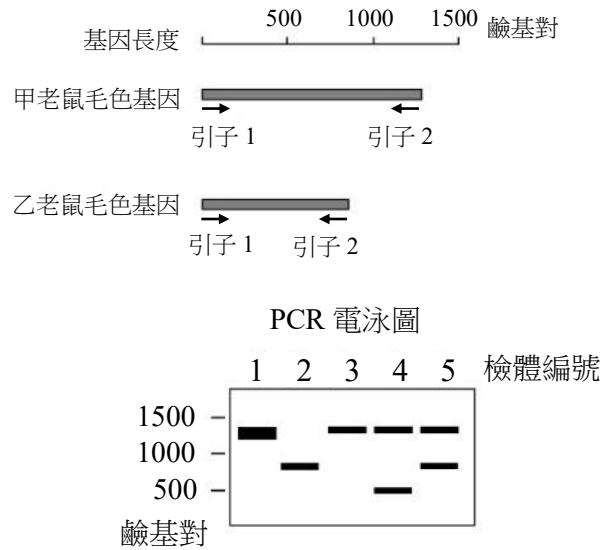 500 1000 1500 鹼基對
基因長度
甲老鼠毛色基因
引子 1 引子 2
乙老鼠毛色基因
引子 1 引子 2
PCR 電泳圖
1 2 3 4 5 檢體編號
1500
1000
500
鹼基對